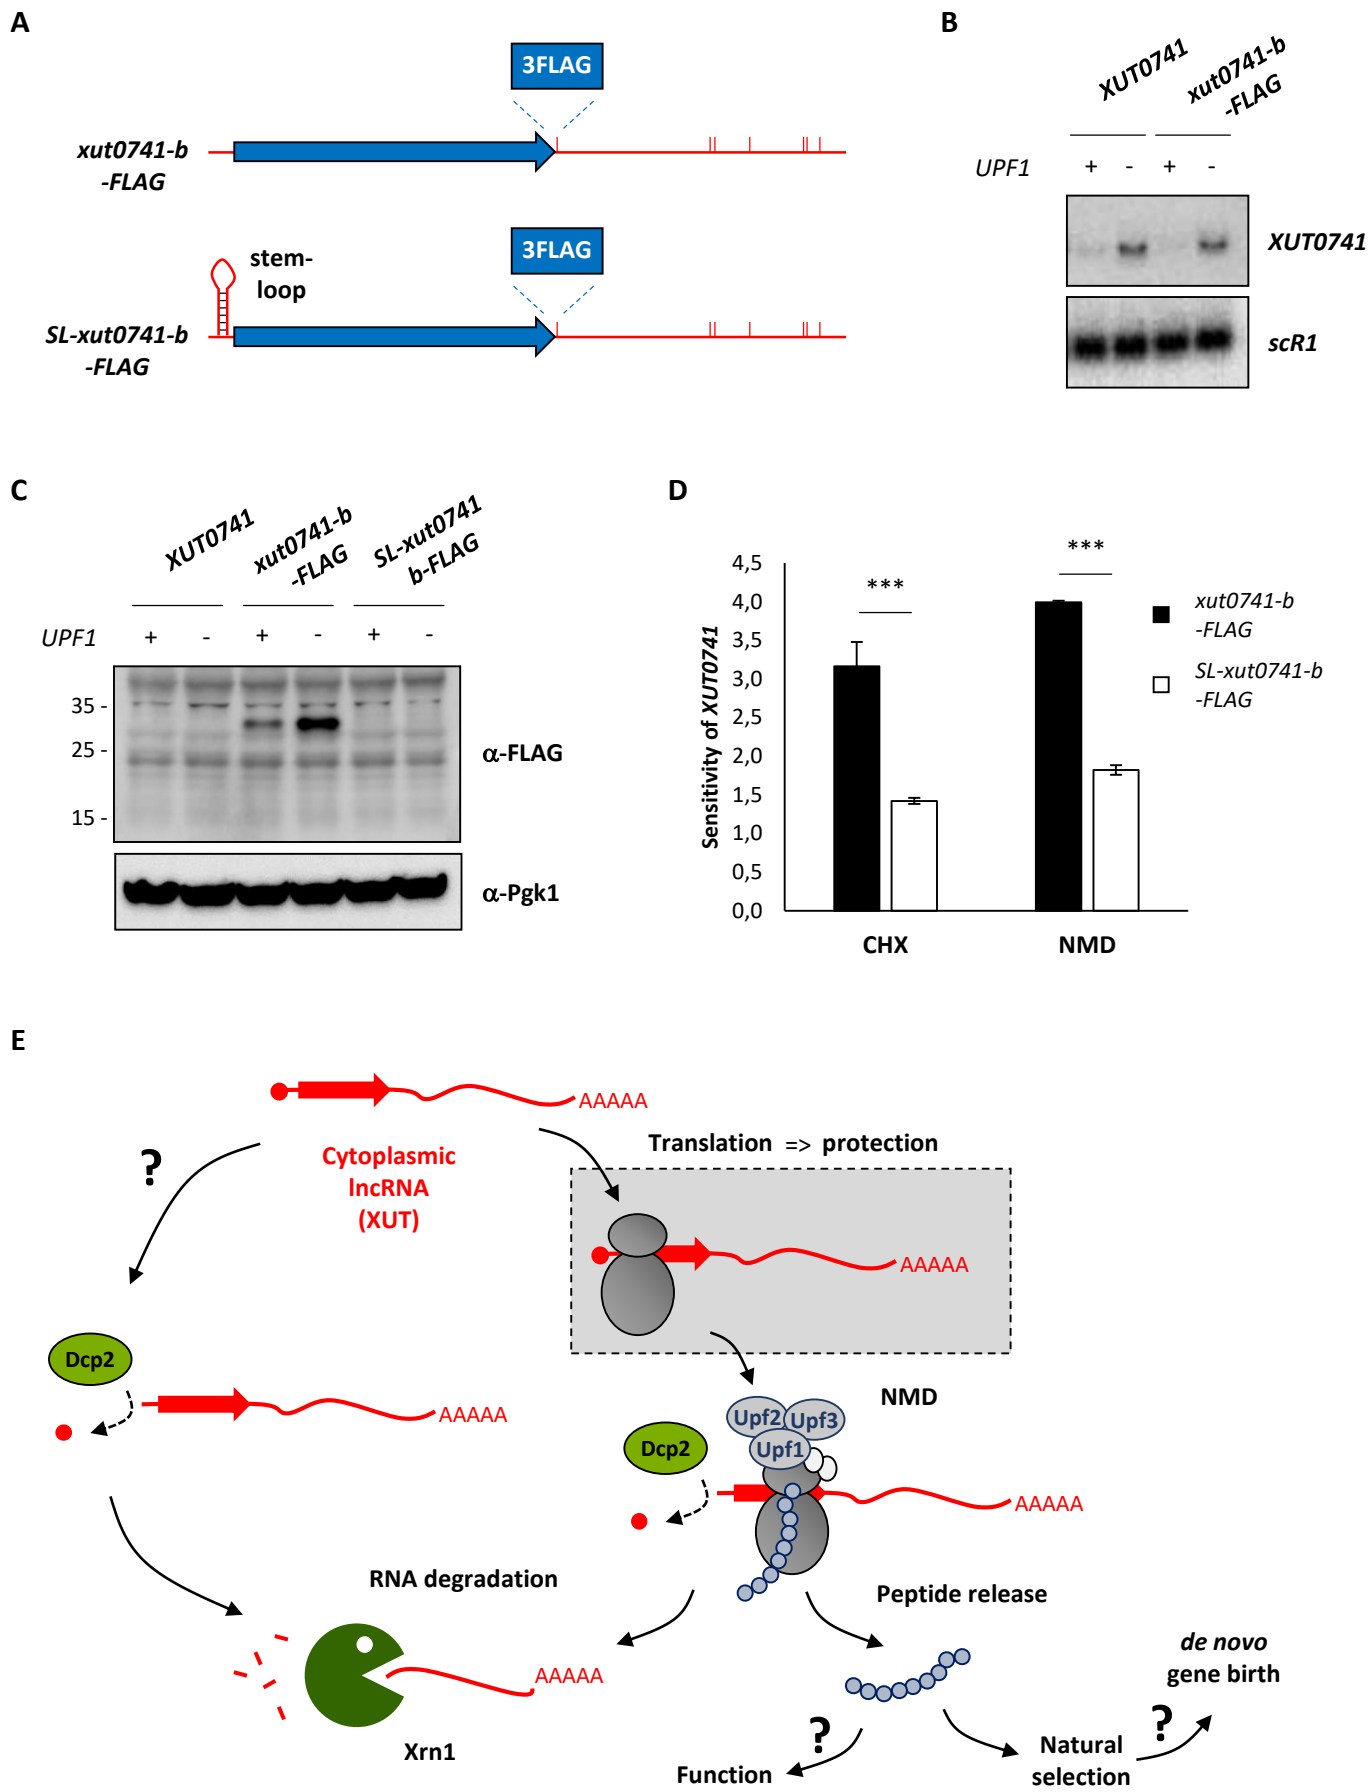 A
3FLAG
xut0741-b
-FLAG
stem-
loop
3FLAG
SL-xut0741-b
-FLAG
B
XUT0741
xut0741-b
-FLAG
UPF1 + - + -
XUT0741
scR1
C
XUT0741
xut0741-b
-FLAG
SL-xut0741
b-FLAG
UPF1 + - + - + -
35 -
25 -
15 -
α-FLAG
α-Pgk1
D
Sensitivity of XUT0741
4,5
4,0
3,5
3,0
2,5
2,0
1,5
1,0
0,5
0,0
***
***
CHX
NMD
xut0741-b
-FLAG
SL-xut0741-b
-FLAG
E
AAAAA
?
Cytoplasmic
lncRNA
(XUT)
Translation => protection
AAAAA
Dcp2
AAAAA
NMD
Upf2
Upf3
Upf1
Dcp2
AAAAA
RNA degradation
Peptide release
AAAAA
Xrn1
de novo
gene birth
?
?
Function
Natural
selection